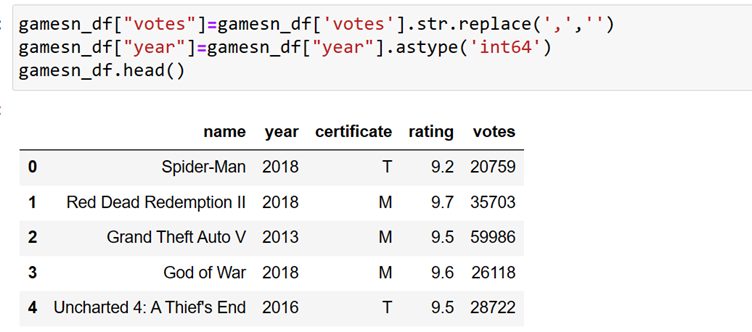 gamesn_df["votes"]=gamesn_df['votes'].str.replace(',','')
gamesn_df["year"]=gamesn_df["year"].astype('int64')
gamesn_df.head()
name year certificate rating votes
0 Spider-Man 2018 T 9.2 20759
1 Red Dead Redemption II 2018 M 9.7 35703
2 Grand Theft Auto V 2013 M 9.5 59986
3 God of War 2018 M 9.6 26118
4 Uncharted 4: A Thief's End 2016 T 9.5 28722